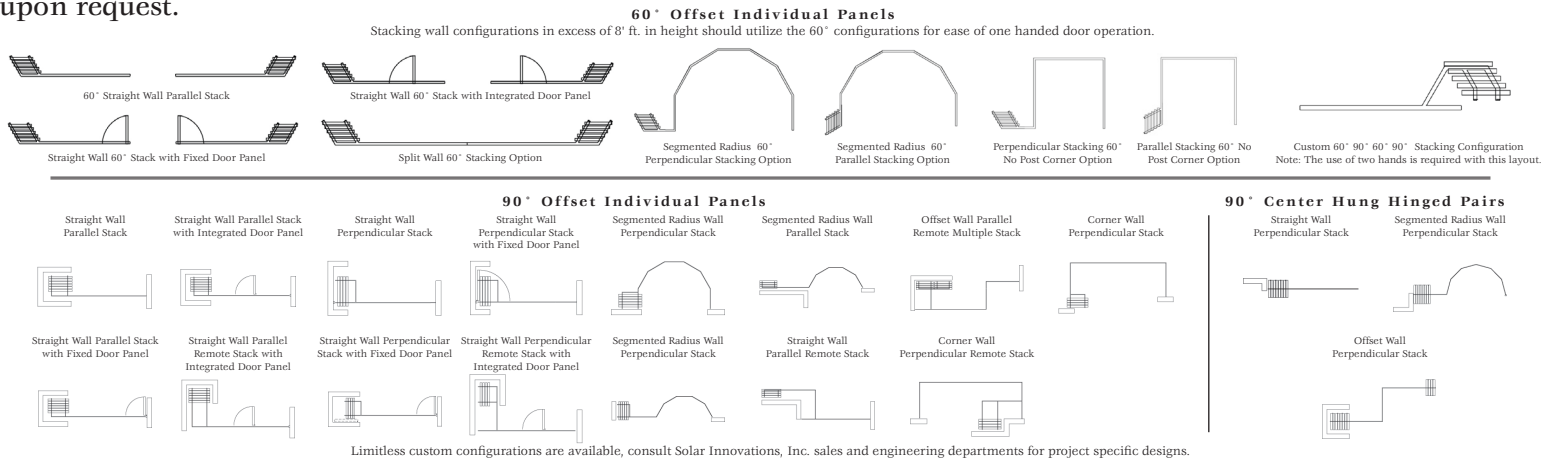 upon request.
60° Offset Individual Panels
Stacking wall configurations in excess of 8' ft. in height should utilize the 60° configurations for ease of one handed door operation.
60° Straight Wall Parallel Stack
Straight Wall 60° Stack with Integrated Door Panel
Straight Wall 60° Stack with Fixed Door Panel
Split Wall 60° Stacking Option
Segmented Radius 60°
Perpendicular Stacking Option
Segmented Radius 60°
Parallel Stacking Option
Perpendicular Stacking 60°
No Post Corner Option
Parallel Stacking 60° No
Post Corner Option
Custom 60° 90° 60° 90° Stacking Configuration
Note: The use of two hands is required with this layout.
90° Offset Individual Panels
Straight Wall
Parallel Stack
Straight Wall Parallel Stack
with Integrated Door Panel
Straight Wall
Perpendicular Stack
Straight Wall
Perpendicular Stack
with Fixed Door Panel
Segmented Radius Wall
Perpendicular Stack
Segmented Radius Wall
Parallel Stack
Offset Wall Parallel
Remote Multiple Stack
Corner Wall
Perpendicular Stack
Straight Wall Parallel Stack
with Fixed Door Panel
Straight Wall Parallel
Remote Stack with
Integrated Door Panel
Straight Wall Perpendicular
Stack with Fixed Door Panel
Straight Wall Perpendicular
Remote Stack with
Integrated Door Panel
Segmented Radius Wall
Perpendicular Stack
Straight Wall
Parallel Remote Stack
Corner Wall
Perpendicular Remote Stack
90° Center Hung Hinged Pairs
Straight Wall
Perpendicular Stack
Segmented Radius Wall
Perpendicular Stack
Offset Wall
Perpendicular Stack
Limitless custom configurations are available, consult Solar Innovations, Inc. sales and engineering departments for project specific designs.